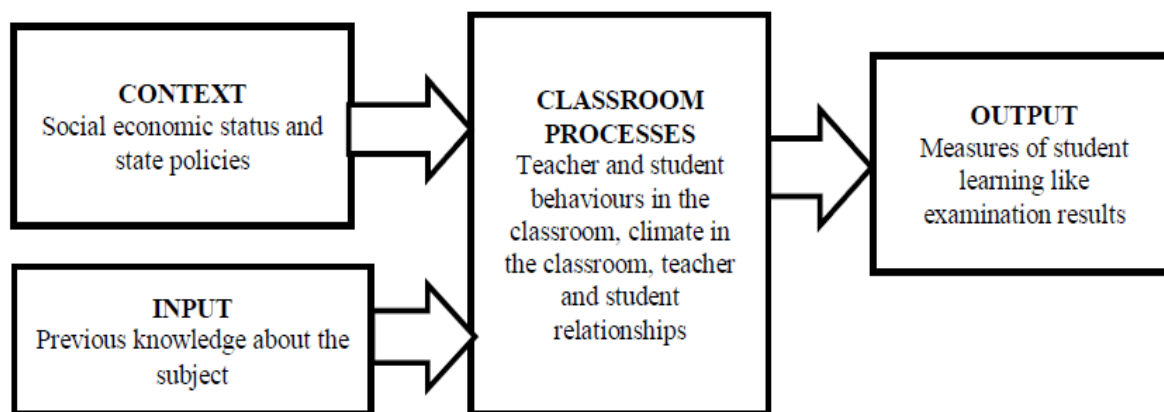 CONTEXT
Social economic status and
state policies
INPUT
Previous knowledge about the
subject
CLASSROOM
PROCESSES
Teacher and student
behaviours in the
classroom, climate in
the classroom, teacher
and student
relationships
OUTPUT
Measures of student
learning like
examination results